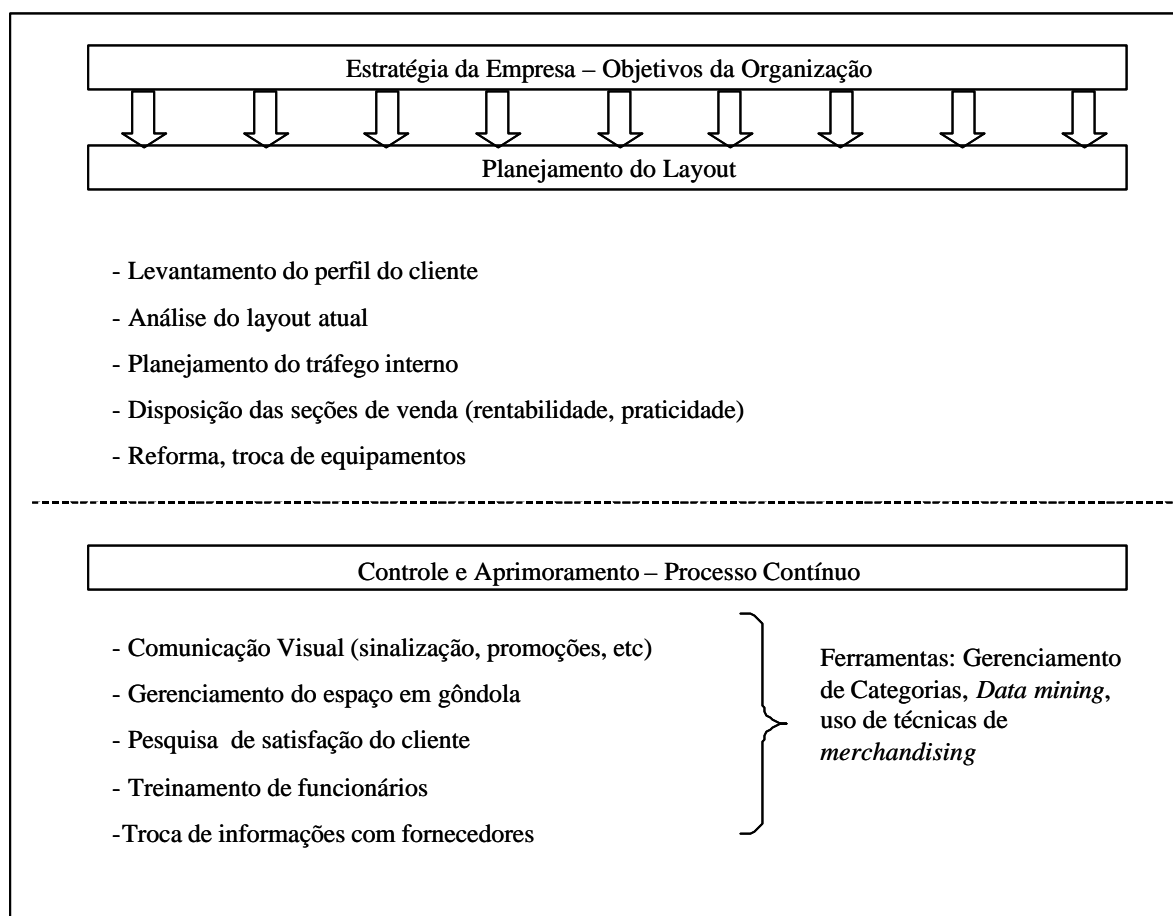 Estratégia da Empresa – Objetivos da Organização
Planejamento do Layout
- Levantamento do perfil do cliente
- Análise do layout atual
- Planejamento do tráfego interno
- Disposição das seções de venda (rentabilidade, praticidade)
- Reforma, troca de equipamentos
Controle e Aprimoramento – Processo Contínuo
- Comunicação Visual (sinalização, promoções, etc)
- Gerenciamento do espaço em gôndola
- Pesquisa de satisfação do cliente
- Treinamento de funcionários
-Troca de informações com fornecedores
Ferramentas: Gerenciamento
de Categorias, Data mining,
uso de técnicas de
merchandising